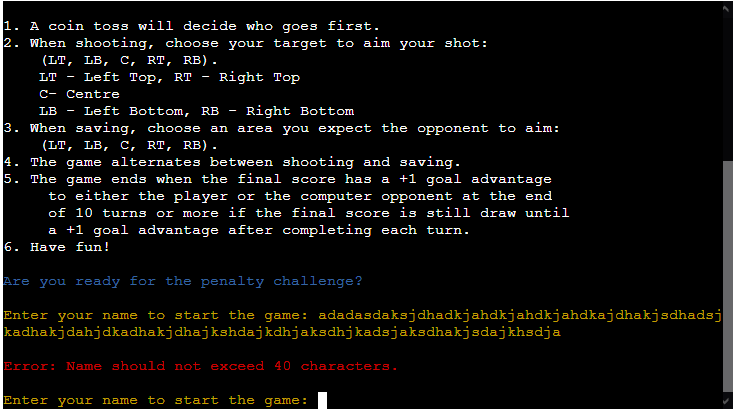 1. A coin toss will decide who goes first.
2. When shooting, choose your target to aim your shot:
(LT, LB, C, RT, RB).
LT - Left Top, RT - Right Top
C- Centre
LB - Left Bottom, RB - Right Bottom
3. When saving, choose an area you expect the opponent to aim:
(LT, LB, C, RT, RB).
4. The game alternates between shooting and saving.
5. The game ends when the final score has a +1 goal advantage
to either the player or the computer opponent at the end
of 10 turns or more if the final score is still draw until
a +1 goal advantage after completing each turn.
6. Have fun!
Are you ready for the penalty challenge?
Enter your name to start the game: adadasdaksjdhadkjahdkjahdkjahdkajdhakjsdhadsj
kadhakjdahjdkadhakjdhajkshdajkdhjaksdhjkadsjaksdhakjsdajkhsdja
Error: Name should not exceed 40 characters.
Enter your name to start the game: